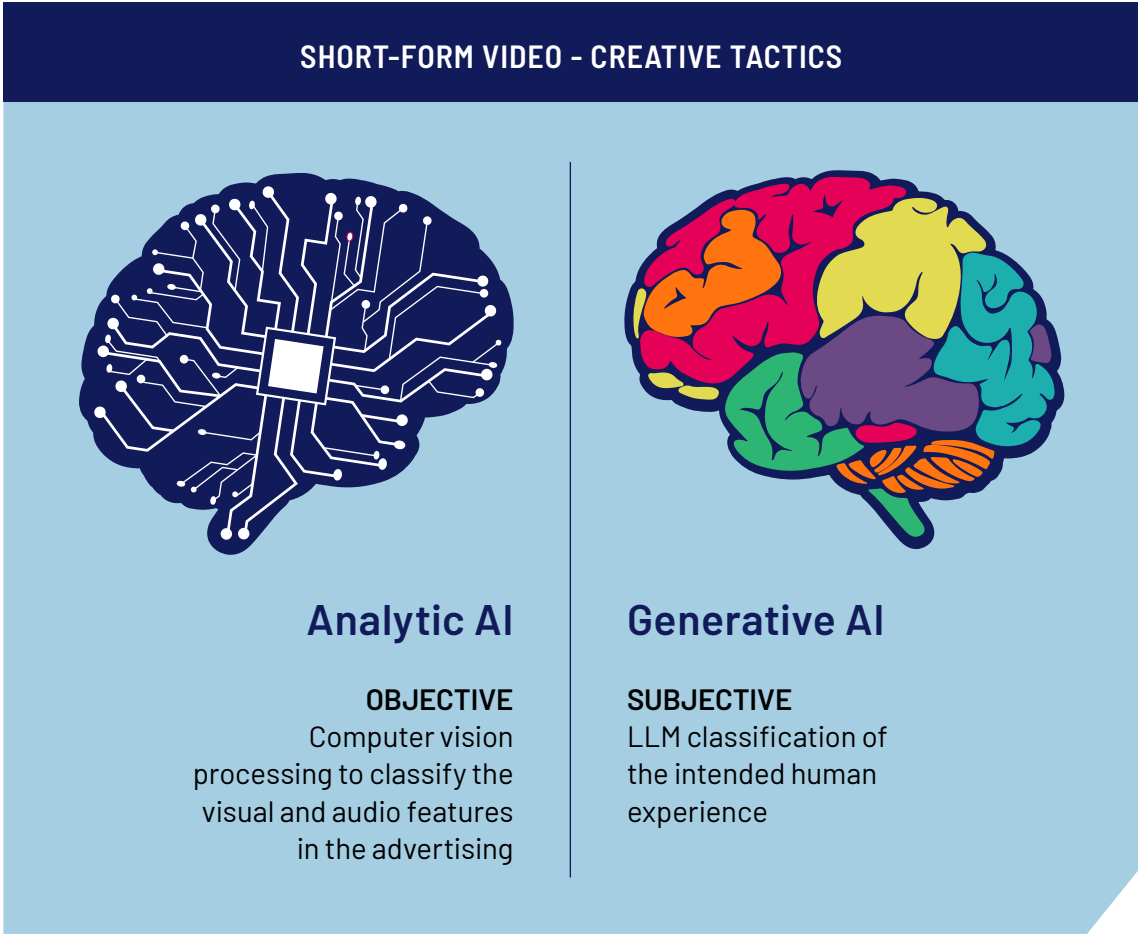 SHORT-FORM VIDEO - CREATIVE TACTICS
Analytic AI
OBJECTIVE
Computer vision
processing to classify the
visual and audio features
in the advertising
Generative AI
SUBJECTIVE
LLM classification of
the intended human
experience